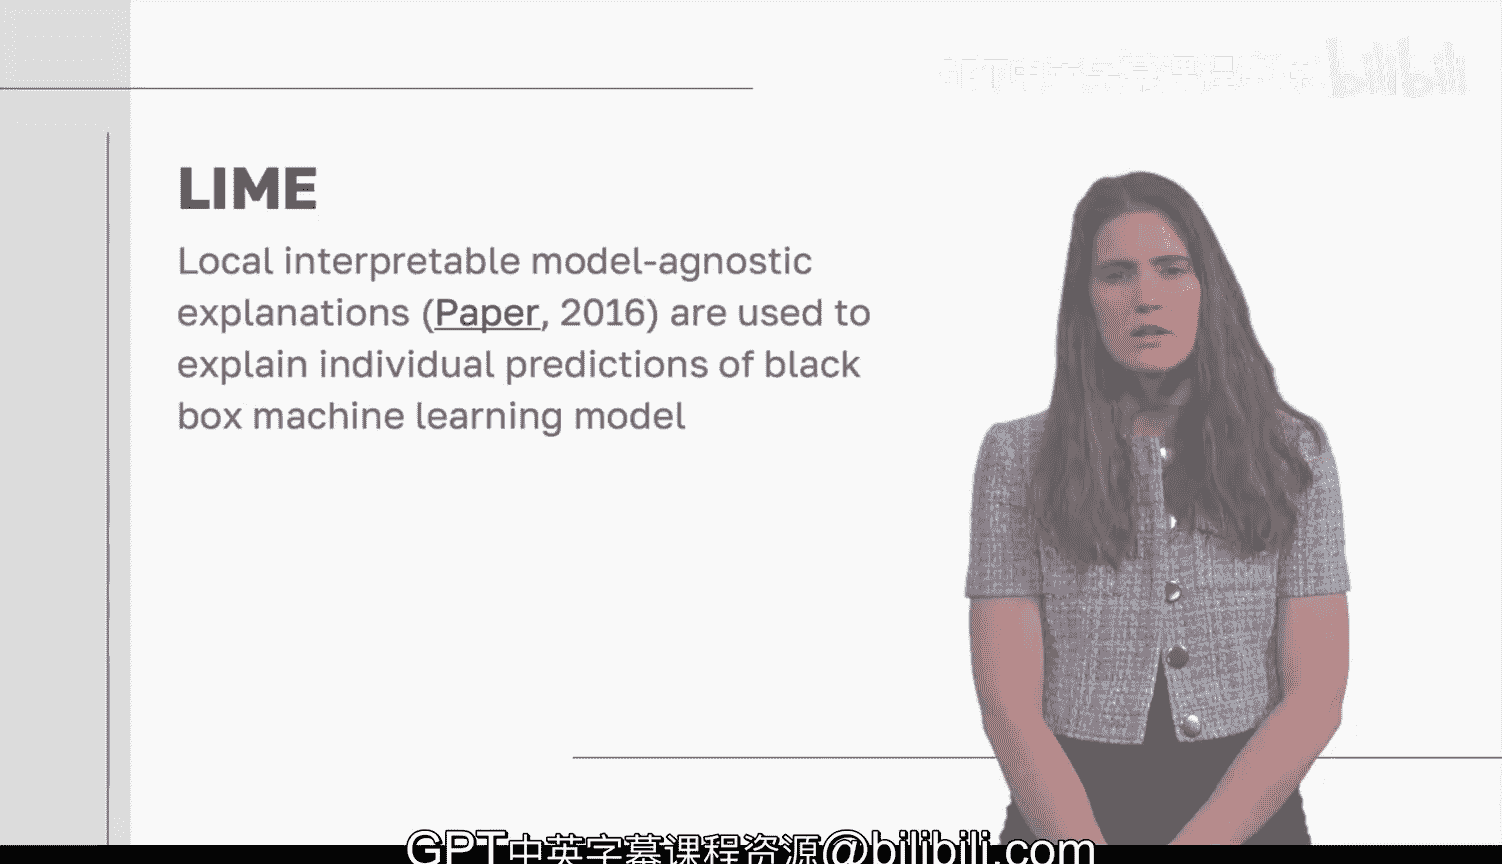 bilibili
LIME
Local interpretable model-agnostic
explanations (Paper, 2016) are used to
explain individual predictions of black
box machine learning model
GPT中英字幕课程资源@bilibili.com